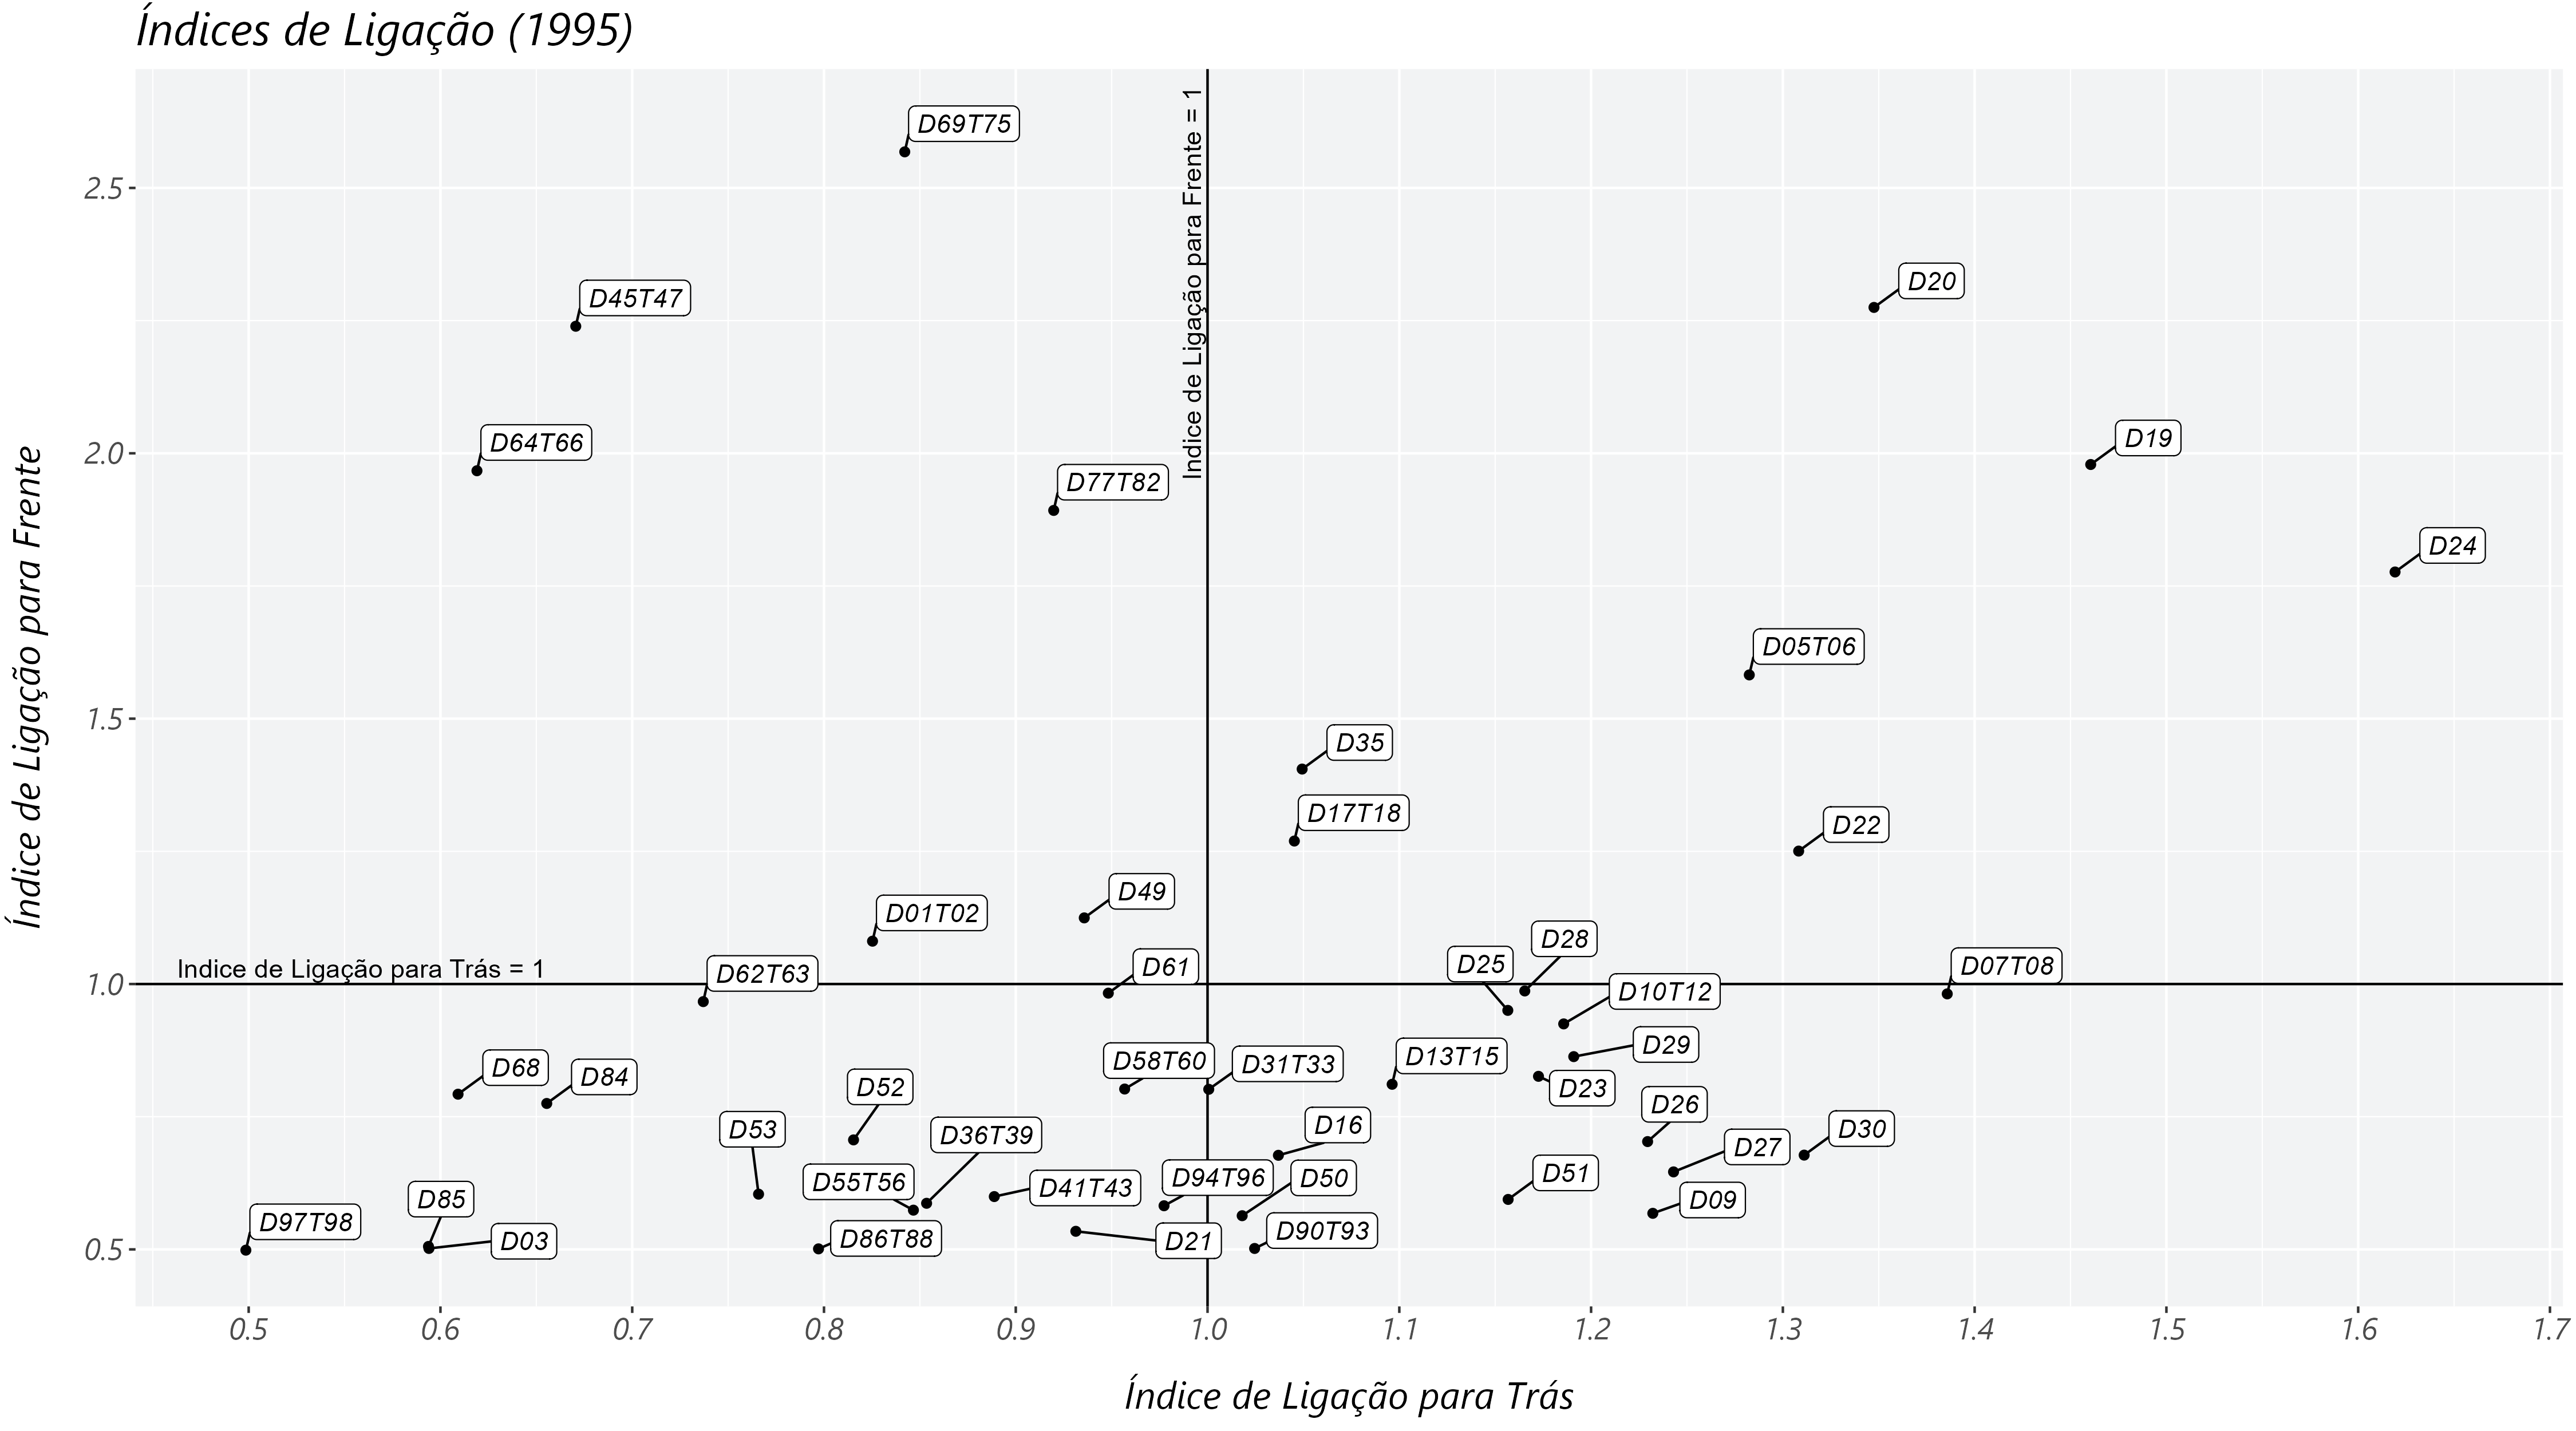 Índices de Ligação (1995)
Índice de Ligação para Frente
2.5
2.0
1.5
1.0
0.5
Indice de Ligação para Frente = 1
Indice de Ligação para Trás = 1
D69T75
D20
D45T47
D19
D64T66
D77T82
D24
D05T06
D35
D17T18
D22
D49
D01T02
D28
D25
D61
D07T08
D62T63
D10T12
D29
D13T15
D58T60
D31T33
D68
D84
D52
D23
D26
D16
D53
D30
D36T39
D27
D51
D94T96
D50
D55T56
D41T43
D85
D09
D97T98
D90T93
D86T88
D21
D03
0.5
0.6
0.7
0.8
0.9
1.0
1.1
1.2
1.3
1.4
1.5
1.6
1.7
Índice de Ligação para Trás